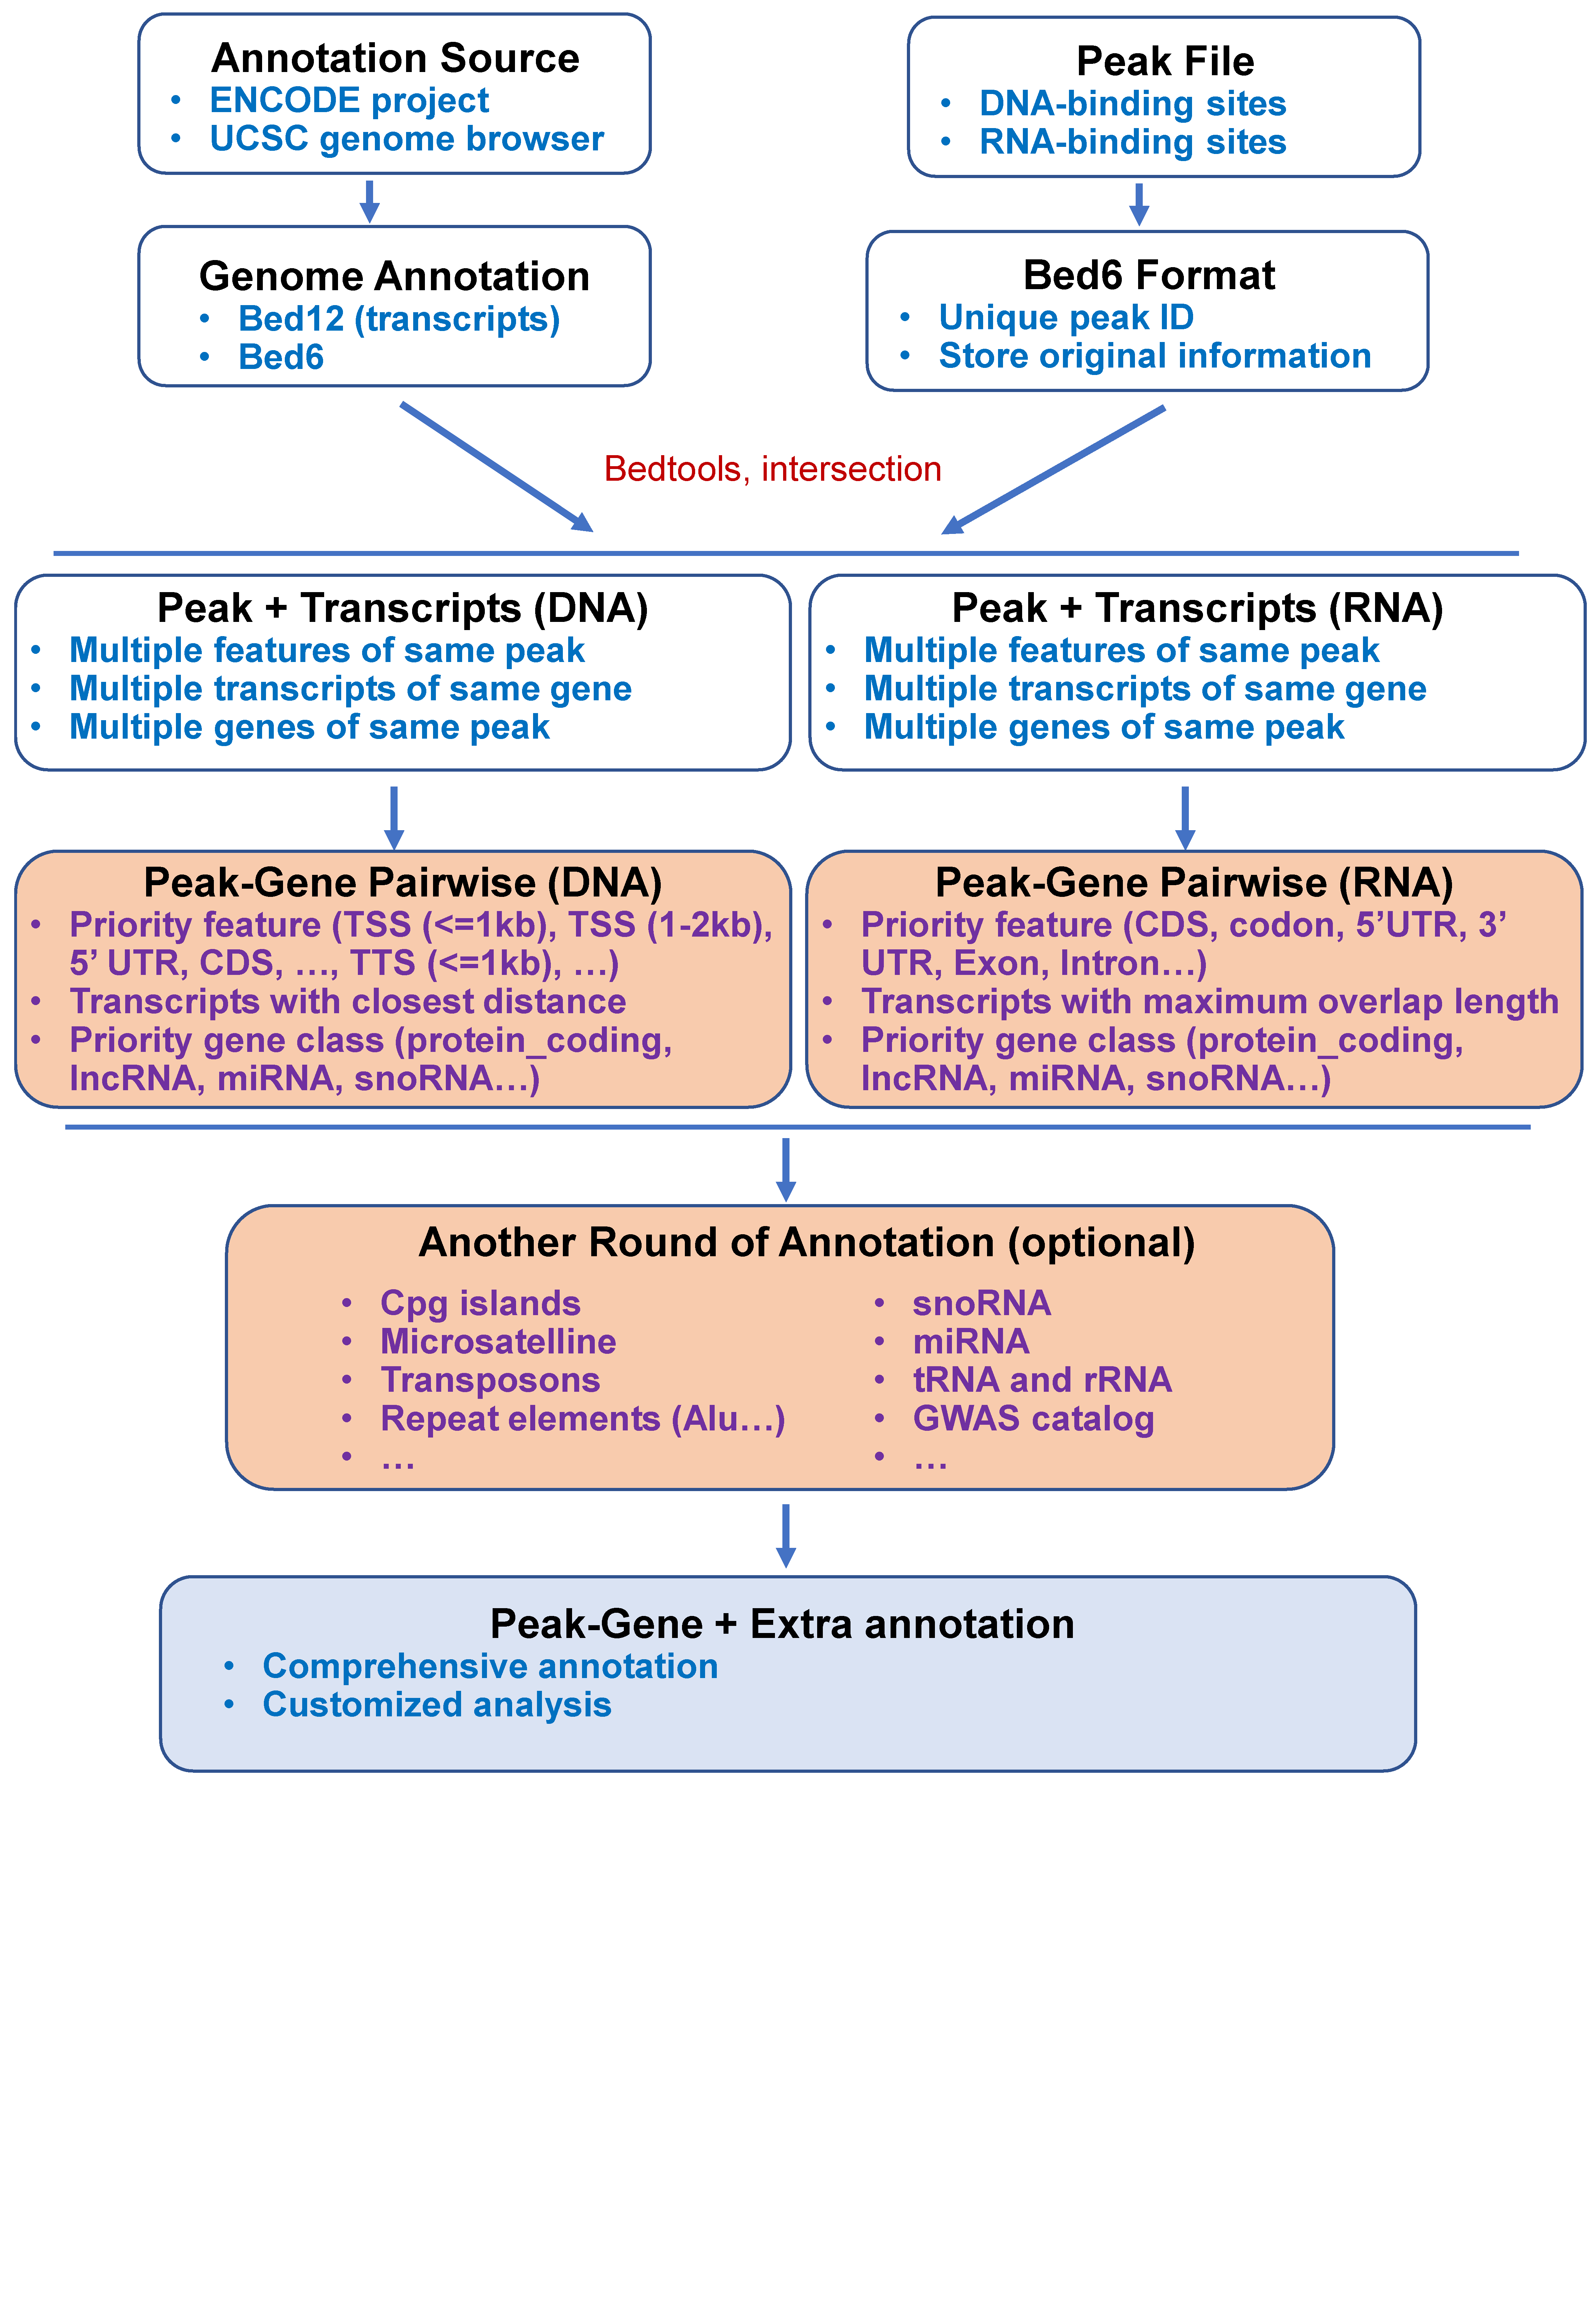 Annotation Source
• ENCODE project
• UCSC genome browser
Peak File
• DNA-binding sites
• RNA-binding sites
Genome Annotation
• Bed12 (transcripts)
• Bed6
Bed6 Format
• Unique peak ID
• Store original information
Bedtools, intersection
Peak + Transcripts (DNA)
• Multiple features of same peak
• Multiple transcripts of same gene
• Multiple genes of same peak
Peak + Transcripts (RNA)
• Multiple features of same peak
• Multiple transcripts of same gene
• Multiple genes of same peak
Peak-Gene Pairwise (DNA)
• Priority feature (TSS (<=1kb), TSS (1-2kb),
5’ UTR, CDS, …, TTS (<=1kb), …)
• Transcripts with closest distance
• Priority gene class (protein_coding,
lncRNA, miRNA, snoRNA…)
Peak-Gene Pairwise (RNA)
• Priority feature (CDS, codon, 5’UTR, 3’
UTR, Exon, Intron…)
• Transcripts with maximum overlap length
• Priority gene class (protein_coding,
lncRNA, miRNA, snoRNA…)
Another Round of Annotation (optional)
• Cpg islands
• Microsatelline
• Transposons
• Repeat elements (Alu…)
• …
• snoRNA
• miRNA
• tRNA and rRNA
• GWAS catalog
• …
Peak-Gene + Extra annotation
• Comprehensive annotation
• Customized analysis